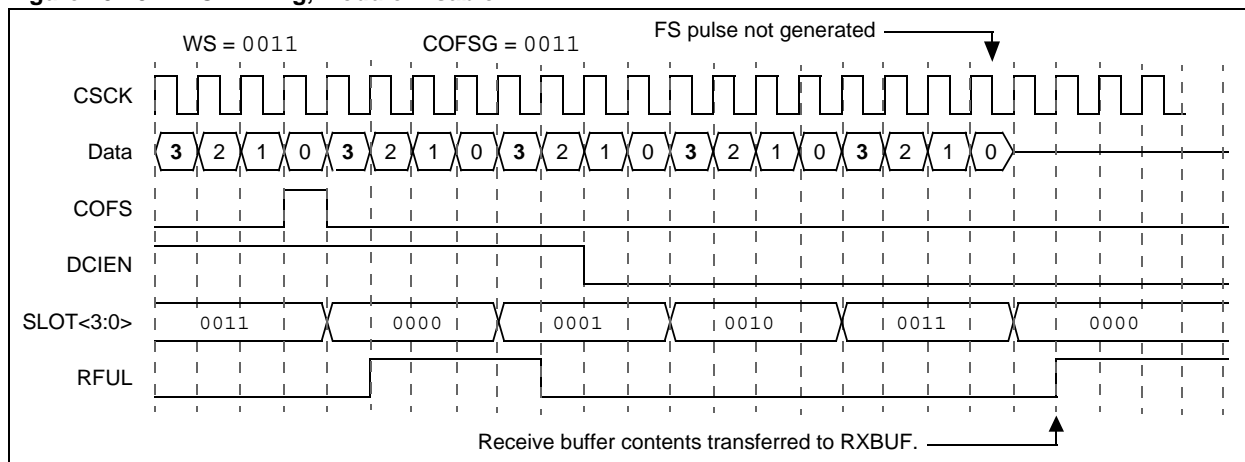 WS = 0011 COFSG = 0011 FS pulse not generated
CSCK
Data 3 2 1 0 3 2 1 0 3 2 1 0 3 2 1 0 3 2 1 0
COFS
DCIEN
SLOT<3:0> 0011 0000 0001 0010 0011 0000
RFUL
Receive buffer contents transferred to RXBUF.